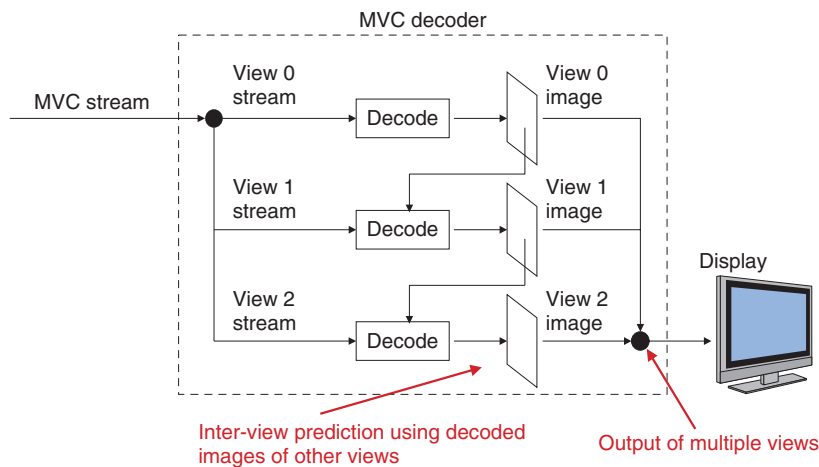 MVC decoder
MVC stream
View 0
stream
Decode
View 0
image
View 1
stream
Decode
View 1
image
View 2
stream
Decode
View 2
image
Display
Inter-view prediction using decoded
images of other views
Output of multiple views